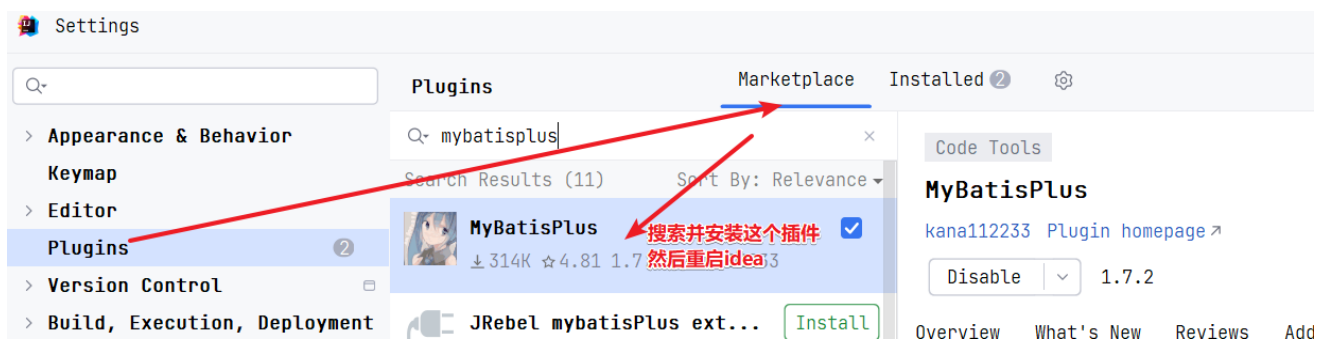 Settings
Appearance & Behavior
Keymap
Editor
Plugins 2
Version Control
Build, Execution, Deployment
Plugins
Marketplace
Installed 2
mybatisplus
Search Results (11)
Sort By: Relevance
MyBatisPlus
314K 4.81 1.7
搜索并安装这个插件
然后重启idea
JRebel mybatisPlus ext...
Install
Code Tools
MyBatisPlus
kana112233 Plugin homepage
Disable
1.7.2
Overview What's New Reviews Add